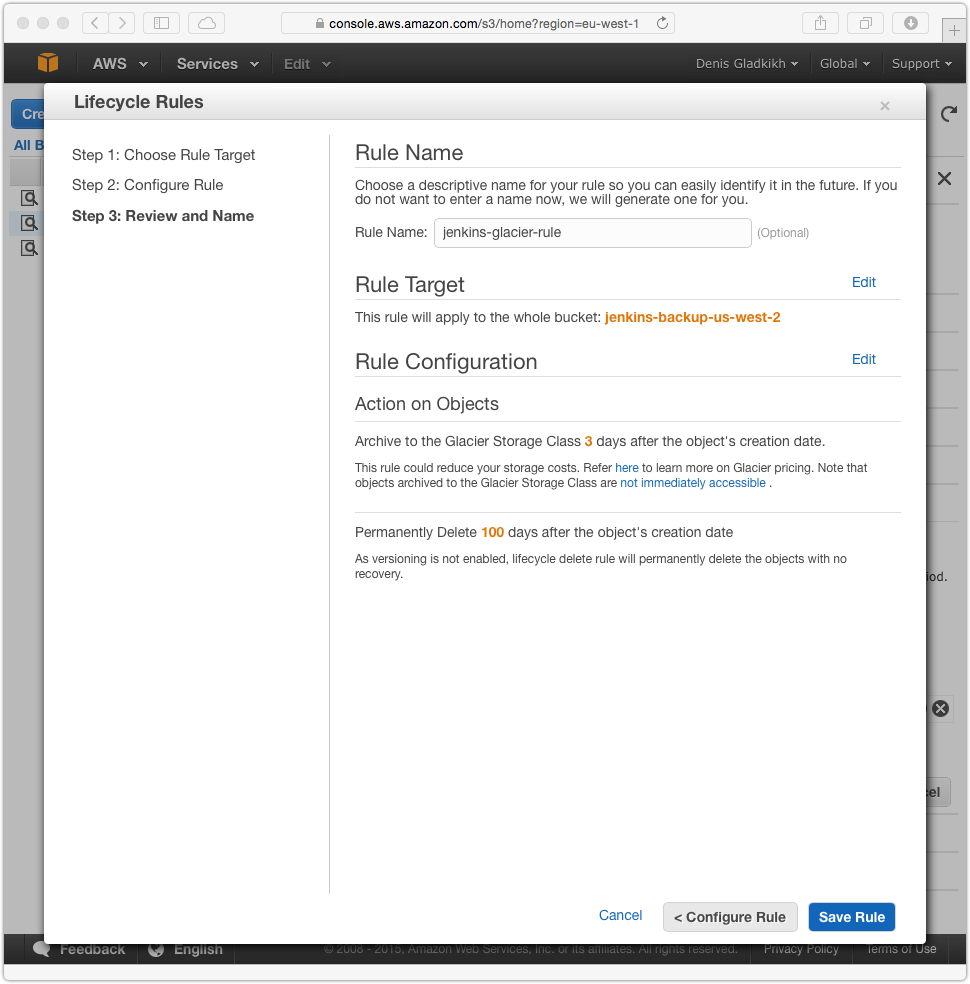 console.aws.amazon.com/s3/home?region=eu-west-1
AWS Services Edit Denis Gladkikh Global Support
Lifecycle Rules
Cre
All B
Step 1: Choose Rule Target
Step 2: Configure Rule
Step 3: Review and Name
Rule Name
Choose a descriptive name for your rule so you can easily identify it in the future. If you
do not want to enter a name now, we will generate one for you.
Rule Name: jenkins-glacier-rule (Optional)
Rule Target Edit
This rule will apply to the whole bucket: jenkins-backup-us-west-2
Rule Configuration Edit
Action on Objects
Archive to the Glacier Storage Class 3 days after the object's creation date.
This rule could reduce your storage costs. Refer here to learn more on Glacier pricing. Note that
objects archived to the Glacier Storage Class are not immediately accessible .
Permanently Delete 100 days after the object's creation date
As versioning is not enabled, lifecycle delete rule will permanently delete the objects with no
recovery.
iod.
cel
Cancel < Configure Rule Save Rule
Feedback English © 2008 - 2015, Amazon Web Services, Inc. or its affiliates. All rights reserved. Privacy Policy Terms of Use